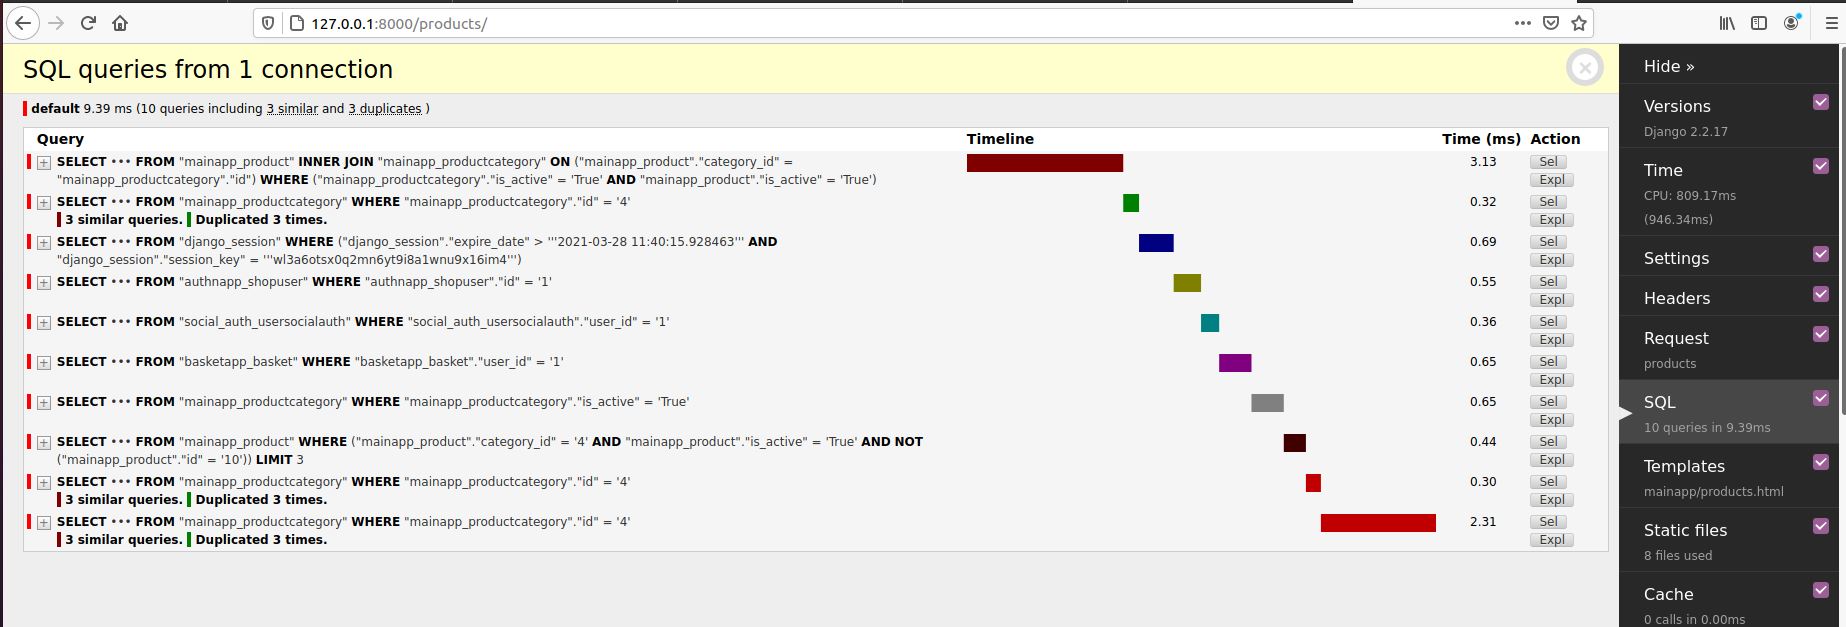 127.0.0.1:8000/products/
SQL queries from 1 connection
default 9.39 ms (10 queries including 3 similar and 3 duplicates )
Query Timeline Time (ms) Action
SELECT ••• FROM "mainapp_product" INNER JOIN "mainapp_productcategory" ON ("mainapp_product"."category_id" = 3.13 Sel
"mainapp_productcategory"."id") WHERE ("mainapp_productcategory"."is_active" = 'True' AND "mainapp_product"."is_active" = 'True') Expl
SELECT ••• FROM "mainapp_productcategory" WHERE "mainapp_productcategory"."id" = '4' 0.32 Sel
3 similar queries. Duplicated 3 times. Expl
SELECT ••• FROM "django_session" WHERE ("django_session"."expire_date" > '''2021-03-28 11:40:15.928463''' AND 0.69 Sel
"django_session"."session_key" = '''wl3a6otsx0q2mn6yt9i8a1wnu9x16im4''') Expl
SELECT ••• FROM "authnapp_shopuser" WHERE "authnapp_shopuser"."id" = '1' 0.55 Sel
Expl
SELECT ••• FROM "social_auth_usersocialauth" WHERE "social_auth_usersocialauth"."user_id" = '1' 0.36 Sel
Expl
SELECT ••• FROM "basketapp_basket" WHERE "basketapp_basket"."user_id" = '1' 0.65 Sel
Expl
SELECT ••• FROM "mainapp_productcategory" WHERE "mainapp_productcategory"."is_active" = 'True' 0.65 Sel
Expl
SELECT ••• FROM "mainapp_product" WHERE ("mainapp_product"."category_id" = '4' AND "mainapp_product"."is_active" = 'True' AND NOT 0.44 Sel
("mainapp_product"."id" = '10')) LIMIT 3 Expl
SELECT ••• FROM "mainapp_productcategory" WHERE "mainapp_productcategory"."id" = '4' 0.30 Sel
3 similar queries. Duplicated 3 times. Expl
SELECT ••• FROM "mainapp_productcategory" WHERE "mainapp_productcategory"."id" = '4' 2.31 Sel
3 similar queries. Duplicated 3 times. Expl
Hide »
Versions
Django 2.2.17
Time
CPU: 809.17ms
(946.34ms)
Settings
Headers
Request
products
SQL
10 queries in 9.39ms
Templates
mainapp/products.html
Static files
8 files used
Cache
0 calls in 0.00ms